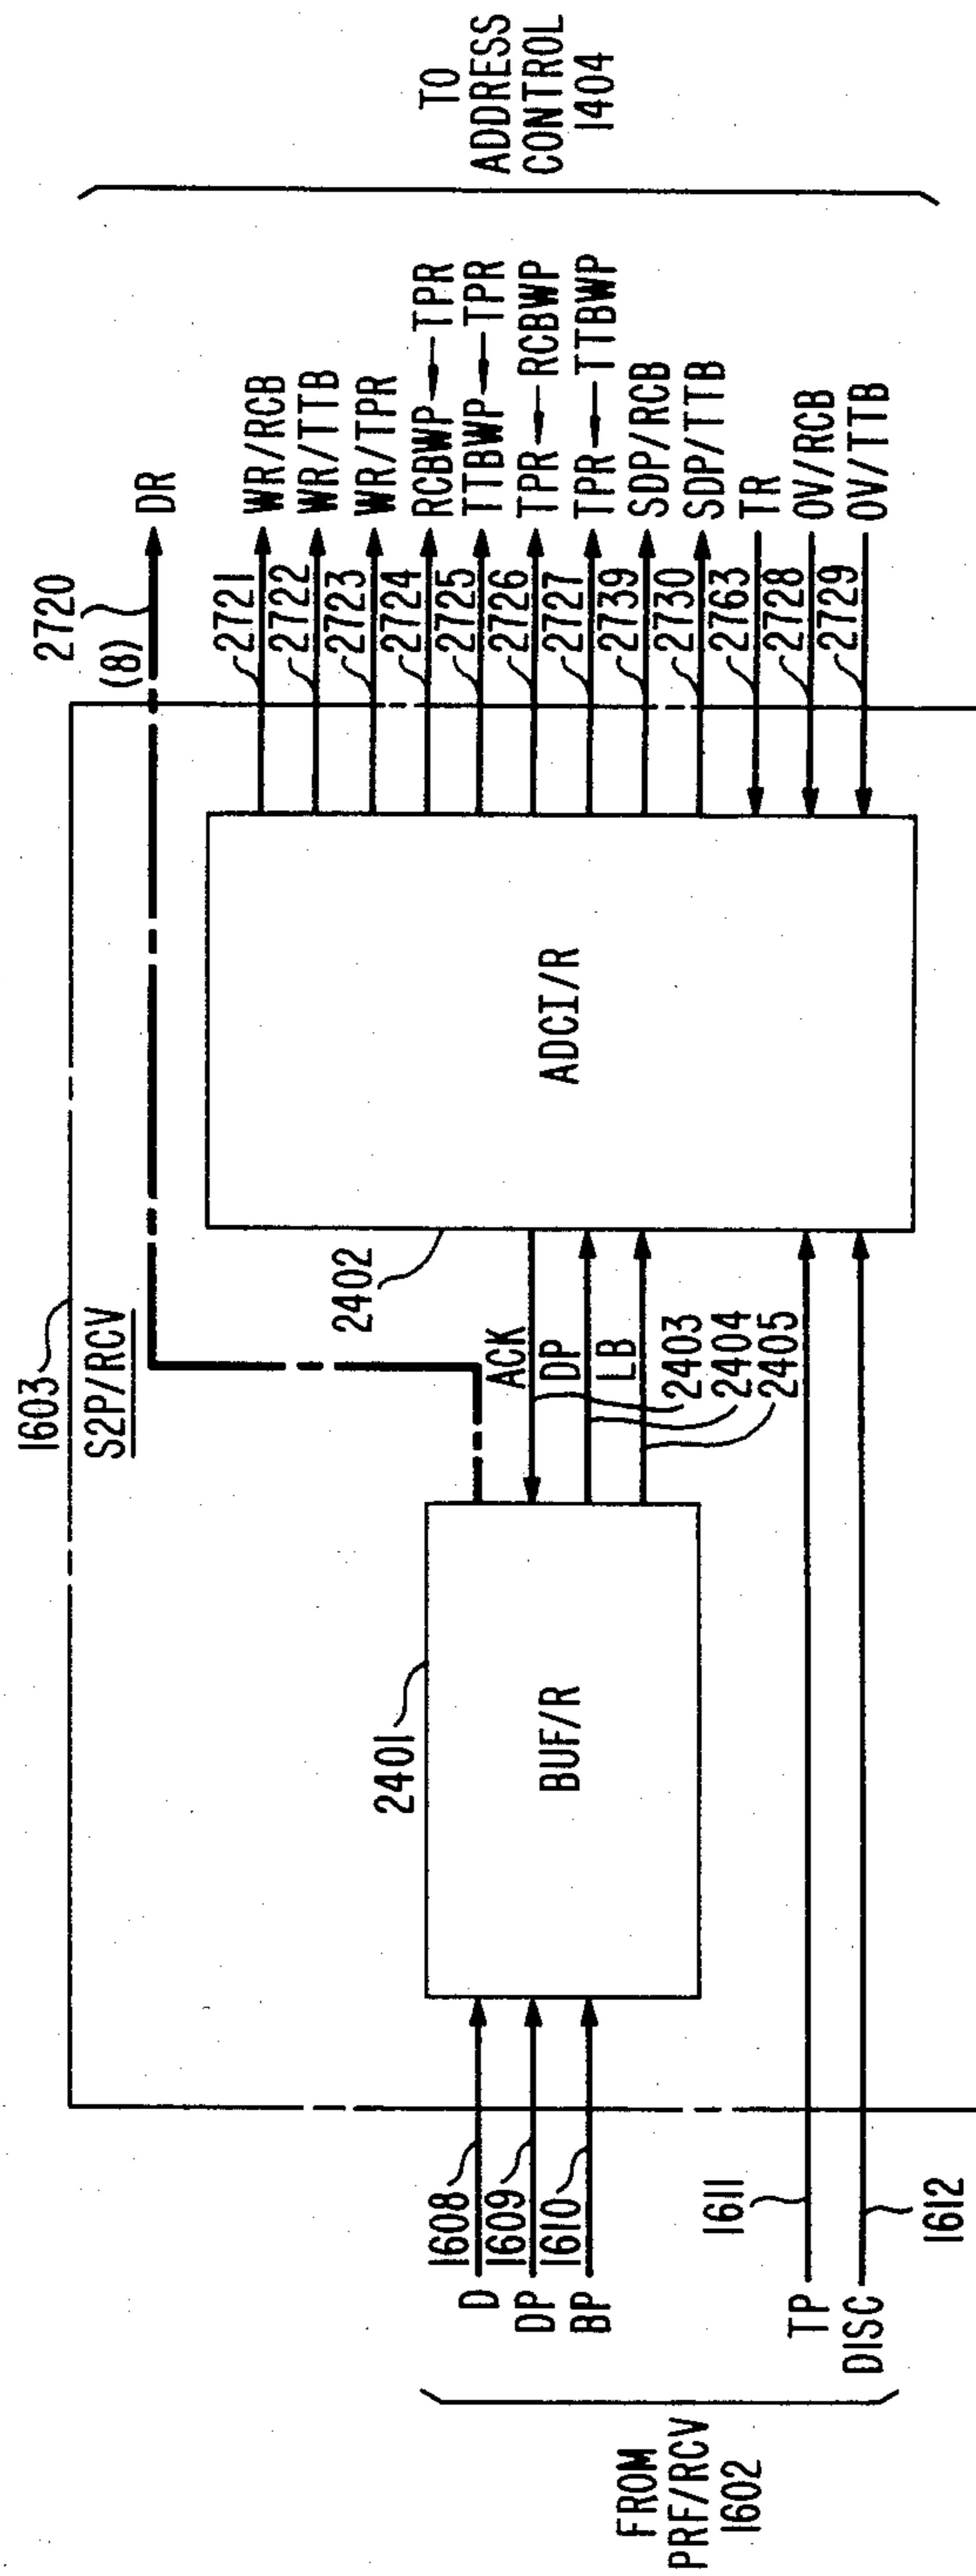 1603
S2P/RCV
2720
(8)
DR
2721
WR/RCB
2722
WR/TTB
2723
WR/TPR
2724
RCBWP←TPR
2725
TTBWP←TPR
2726
TPR←RCBWP
2727
TPR←TTBWP
2739
SDP/RCB
2730
SDP/TTB
2763
TR
2728
OV/RCB
2729
OV/TTB
TO
ADDRESS
CONTROL
1404
2402
ADCI/R
ACK
DP
LB
2403
2404
2405
2401
BUF/R
1608
D
1609
DP
1610
BP
1611
TP
1612
DISC
FROM
PRF/RCV
1602